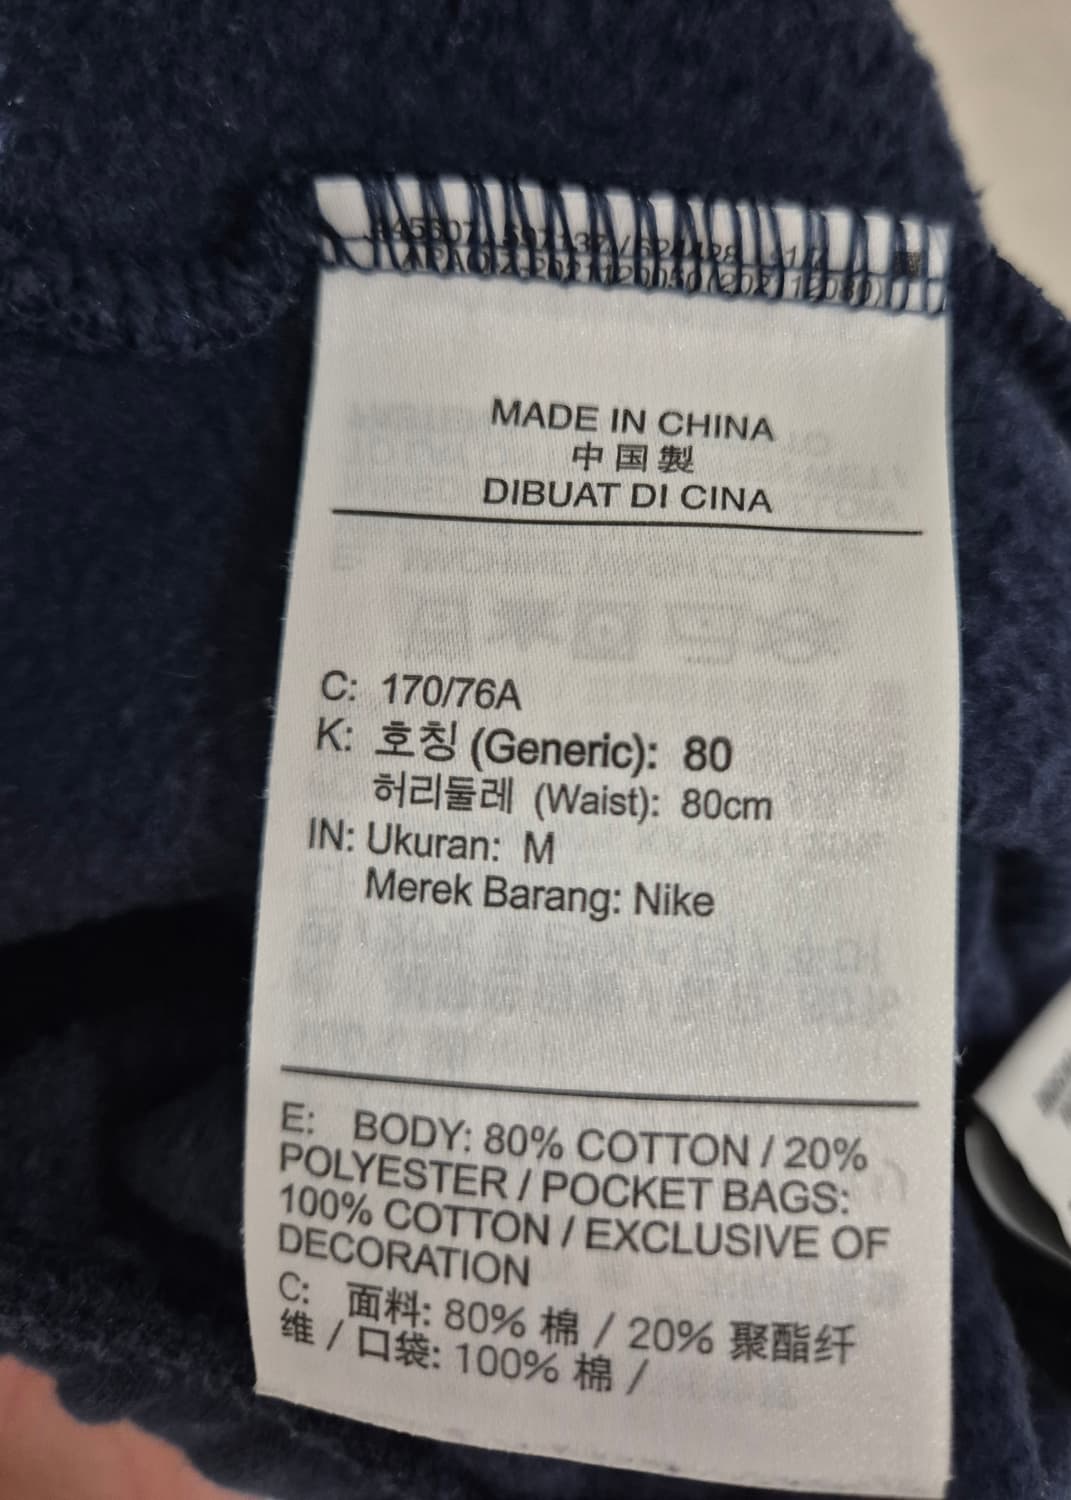 MADE IN CHINA
中国製
DIBUAT DI CINA
C: 170/76A
K: 호칭 (Generic): 80
허리둘레 (Waist): 80cm
IN: Ukuran: M
Merek Barang: Nike
E: BODY: 80% COTTON / 20%
POLYESTER / POCKET BAGS:
100% COTTON / EXCLUSIVE OF
DECORATION
C: 面料: 80% 棉 / 20% 聚酯纤
维 / 口袋: 100% 棉 /